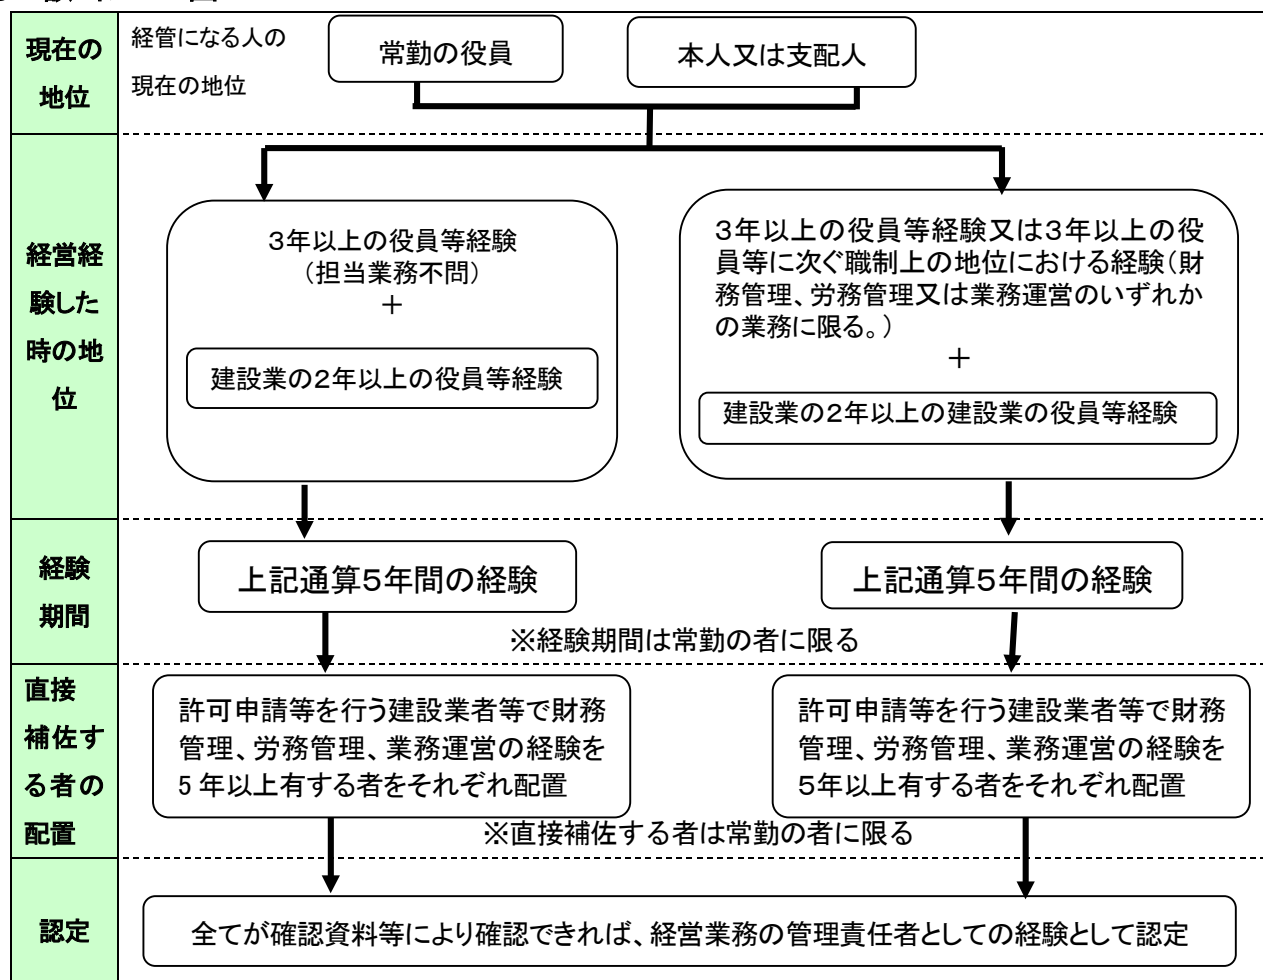 現在の
地位
経管になる人の
現在の地位
常勤の役員
本人又は支配人
経営経
験した
時の地
位
3年以上の役員等経験
(担当業務不問)
+
建設業の2年以上の役員等経験
3年以上の役員等経験又は3年以上の役
員等に次ぐ職制上の地位における経験(財
務管理、労務管理又は業務運営のいずれか
の業務に限る。)
+
建設業の2年以上の建設業の役員等経験
経験
期間
上記通算5年間の経験
上記通算5年間の経験
※経験期間は常勤の者に限る
直接
補佐す
る者の
配置
許可申請等を行う建設業者等で財務
管理、労務管理、業務運営の経験を
5年以上有する者をそれぞれ配置
許可申請等を行う建設業者等で財務
管理、労務管理、業務運営の経験を
5年以上有する者をそれぞれ配置
※直接補佐する者は常勤の者に限る
認定
全てが確認資料等により確認できれば、経営業務の管理責任者としての経験として認定